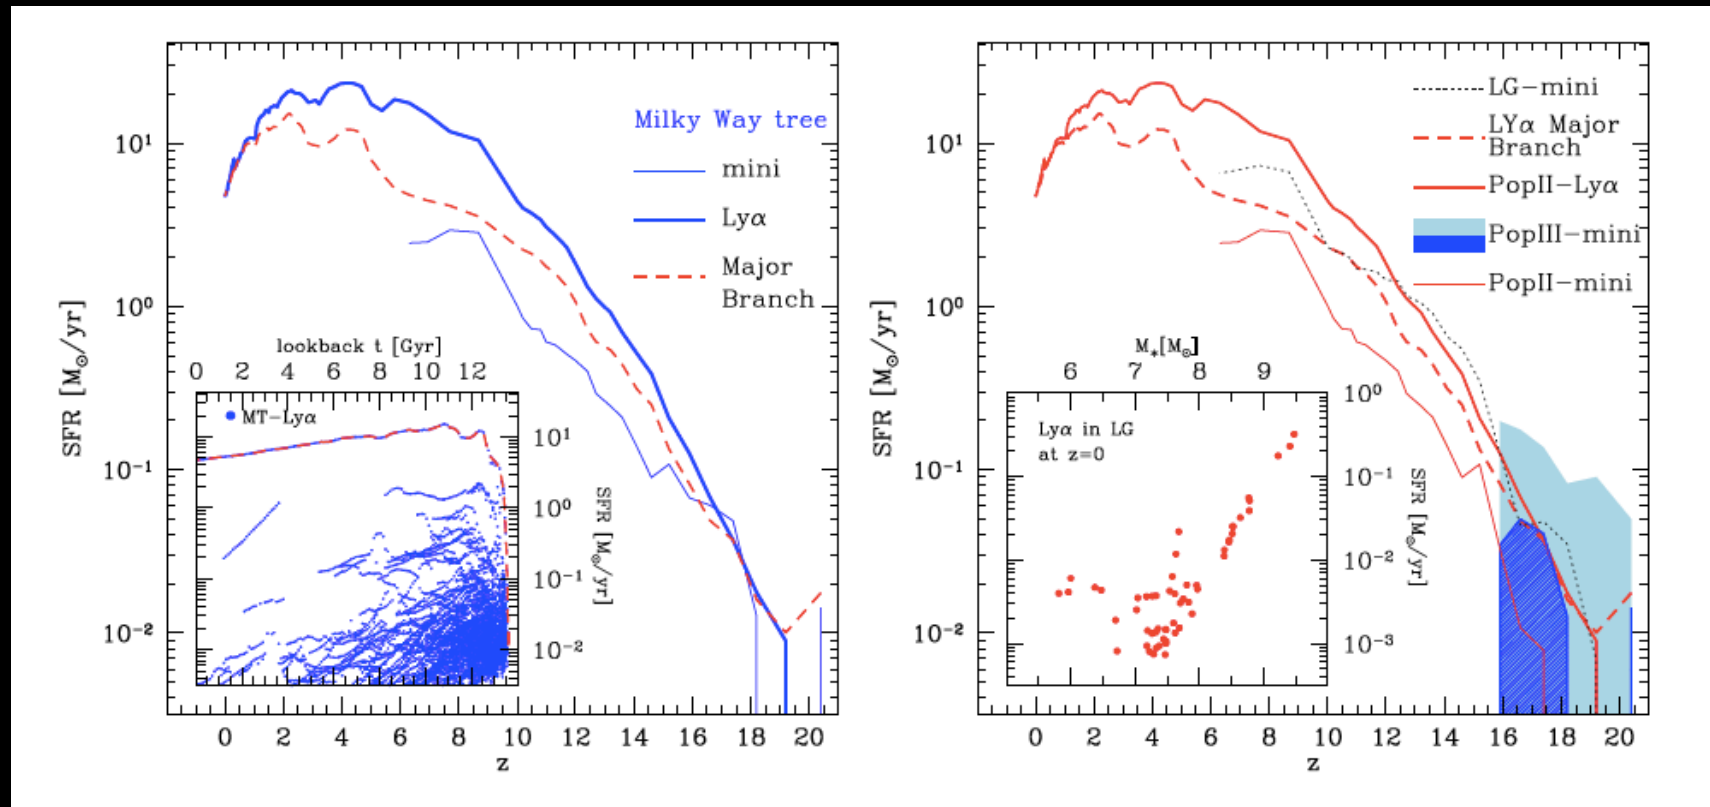 Milky Way tree
mini
Lyα
Major
Branch
SFR [M⊙/yr]
10¹
10⁰
10⁻¹
10⁻²
0 2 4 6 8 10 12 14 16 18 20
z
lookback t [Gyr]
0 2 4 6 8 10 12
MT−Lyα
10¹
10⁰
10⁻¹
10⁻²
SFR [M⊙/yr]
LG−mini
LYα Major
Branch
PopII−Lyα
PopIII−mini
PopII−mini
SFR [M⊙/yr]
10¹
10⁰
10⁻¹
10⁻²
0 2 4 6 8 10 12 14 16 18 20
z
M*[M⊙]
6 7 8 9
Lyα in LG
at z=0
10⁰
10⁻¹
10⁻²
10⁻³
SFR [M⊙/yr]